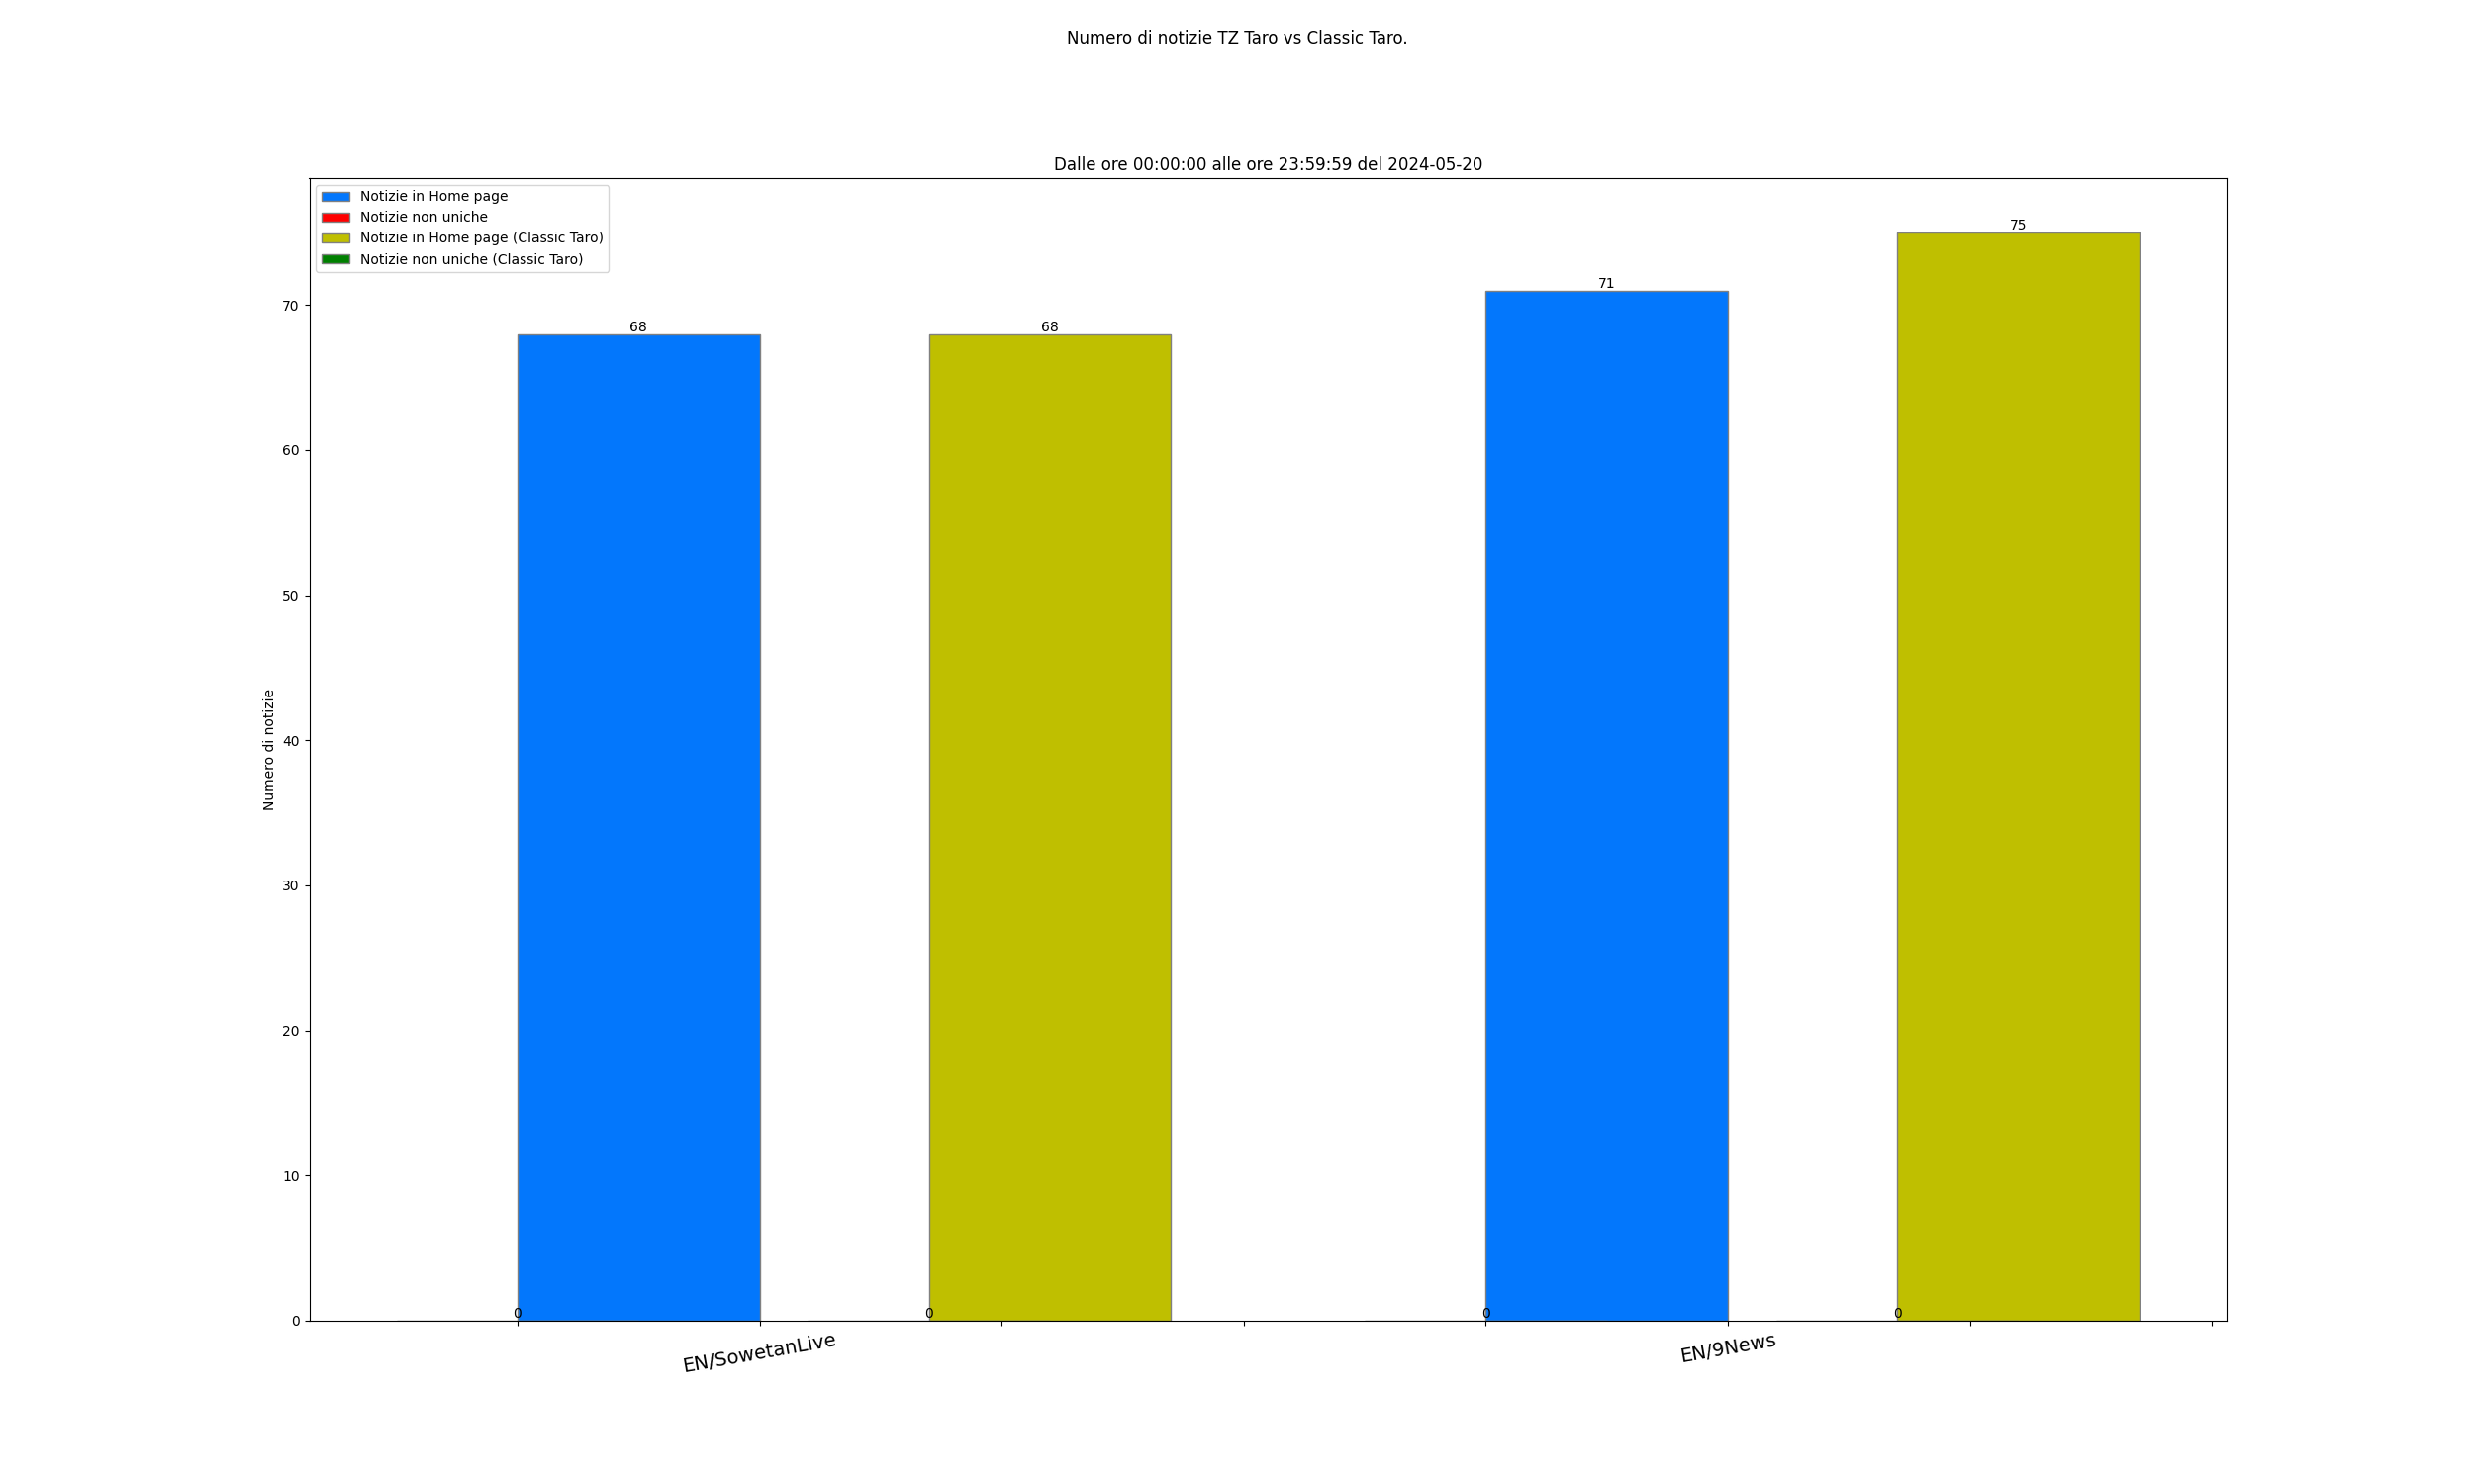 Numero di notizie TZ Taro vs Classic Taro.
Dalle ore 00:00:00 alle ore 23:59:59 del 2024-05-20
Notizie in Home page
Notizie non uniche
Notizie in Home page (Classic Taro)
Notizie non uniche (Classic Taro)
75
71
68
68
70
60
50
40
30
20
10
0
Numero di notizie
0
0
0
0
EN/SowetanLive
EN/9News